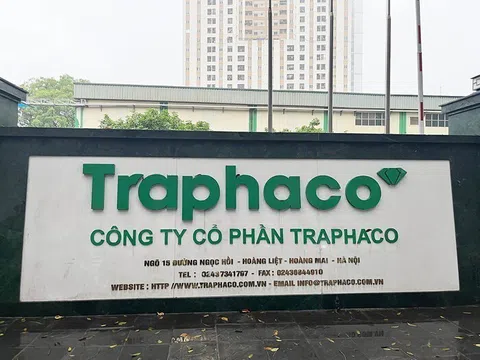 Traphaco
CÔNG TY CỔ PHẦN TRAPHACO
NGÕ 15 ĐƯỜNG NGỌC HỒI - HOÀNG LIỆT - HOÀNG MAI - HÀ NỘI
TEL : 02437341797 - FAX : 02436844910
WEBSITE : HTTP //WWW.TRAPHACO.COM.VN - EMAIL INFO@TRAPHACO.COM.VN